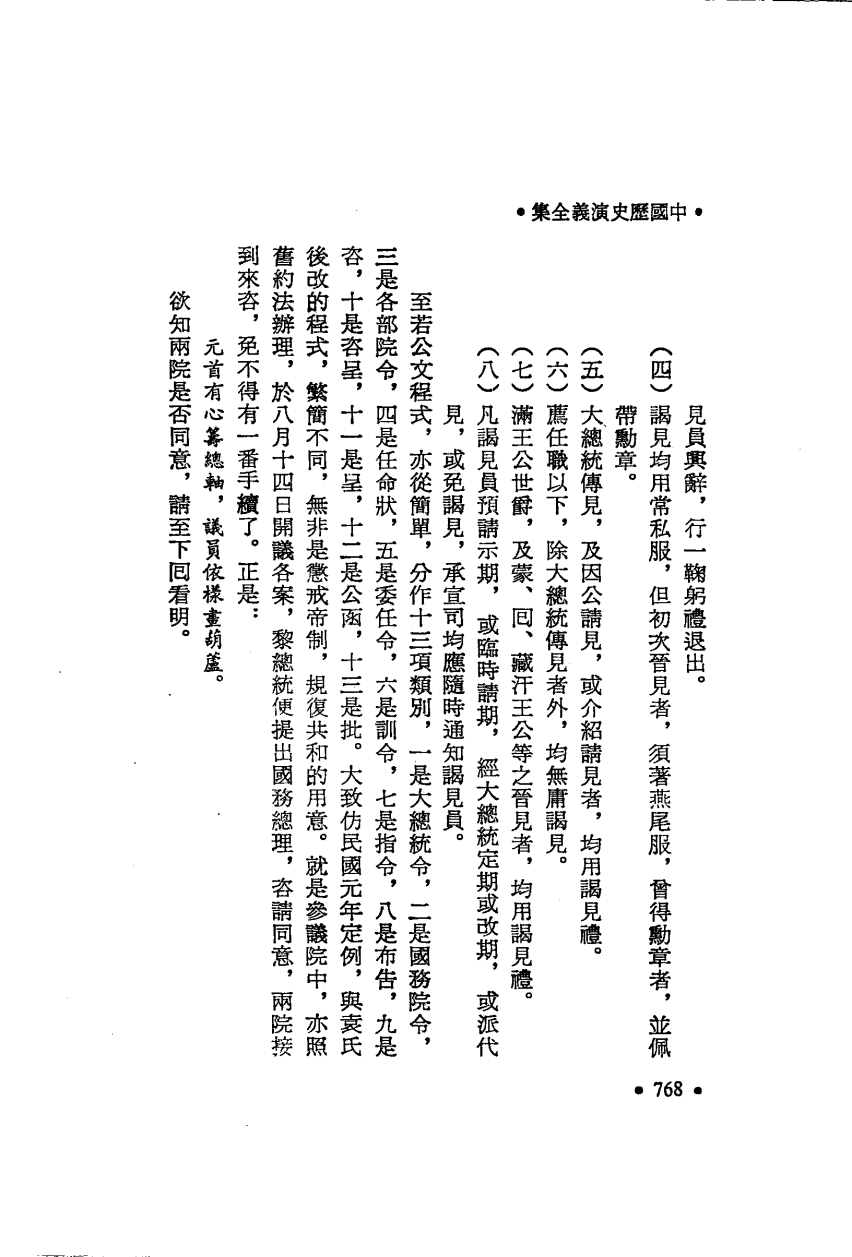 •中國歷史演義全集•
見員興辭，行一鞠躬禮退出。
（四）謁見均用常私服，但初次晉見者，須著燕尾服，曾得勳章者，並佩
帶勳章。
（五）大總統傳見，及因公請見，或介紹請見者，均用謁見禮。
（六）薦任職以下，除大總統傳見者外，均無庸謁見。
（七）滿王公世爵，及蒙、回、藏汗王公等之晉見者，均用謁見禮。
（八）凡謁見員預請示期，或臨時請期，經大總統定期或改期，或派代
見，或免謁見，承宣司均應隨時通知謁見員。
至若公文程式，亦從簡單，分作十三項類別，一是大總統令，二是國務院令，
三是各部院令，四是任命狀，五是委任令，六是訓令，七是指令，八是布告，九是
咨，十是咨呈，十一是呈，十二是公函，十三是批。大致仿民國元年定例，與袁氏
後改的程式，繁簡不同，無非是懲戒帝制，規復共和的用意。就是參議院中，亦照
舊約法辦理，於八月十四日開議各案，黎總統便提出國務總理，咨請同意，兩院接
到來咨，免不得有一番手續了。正是：
元首有心籌總軸，議員依樣畫葫蘆。
欲知兩院是否同意，請至下回看明。
•768•